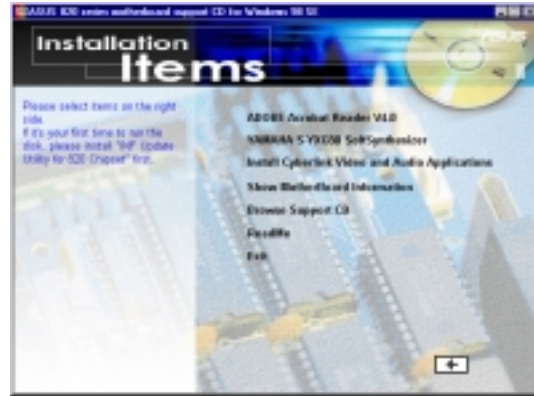 ASUS 820 series motherboard support CD for Windows 98 SE
ASUS
Installation
Items
Please select items on the right
side.
If it's your first time to run the
disk, please install "INF Update
Utility for 820 Chipset" first.
ADOBE Acrobat Reader V4.0
YAMAHA S-YXG50 SoftSynthesizer
Install Cyberlink Video and Audio Applications
Show Motherboard Information
Browse Support CD
ReadMe
Exit